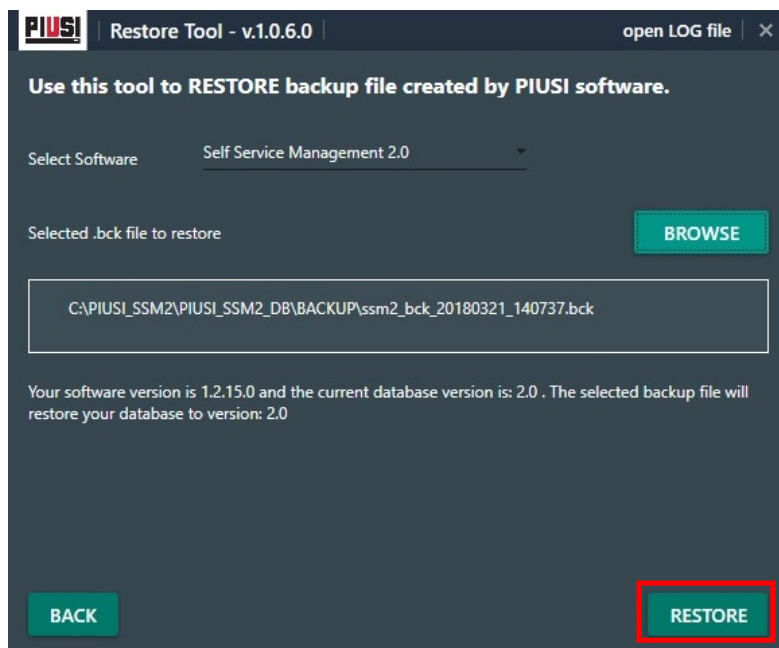 PIUSI Restore Tool - v.1.0.6.0 open LOG file ×
Use this tool to RESTORE backup file created by PIUSI software.
Select Software Self Service Management 2.0
Selected .bck file to restore BROWSE
C:\PIUSI_SSM2\PIUSI_SSM2_DB\BACKUP\ssm2_bck_20180321_140737.bck
Your software version is 1.2.15.0 and the current database version is: 2.0 . The selected backup file will
restore your database to version: 2.0
BACK RESTORE